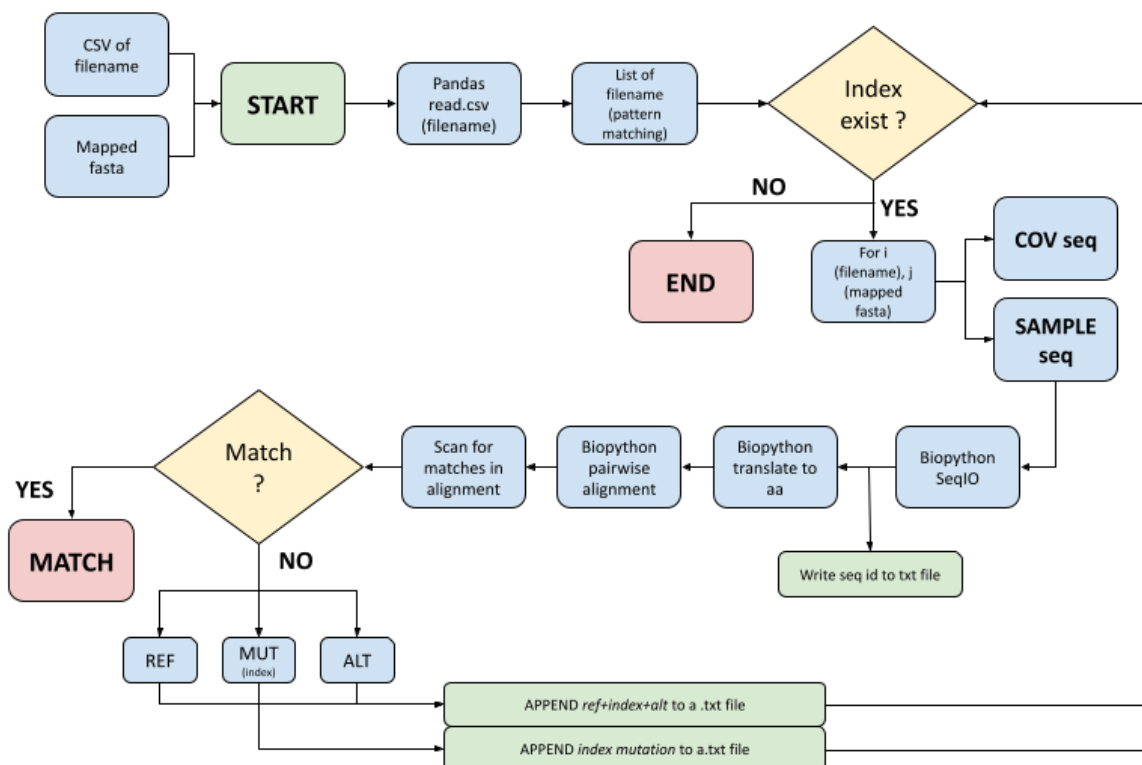 CSV of
filename
Mapped
fasta
START
Pandas
read.csv
(filename)
List of
filename
(pattern
matching)
Index
exist ?
NO
YES
END
For i
(filename), j
(mapped
fasta)
COV seq
SAMPLE
seq
Biopython
SeqIO
Write seq id to txt file
Biopython
translate to
aa
Biopython
pairwise
alignment
Scan for
matches in
alignment
Match
?
YES
MATCH
NO
REF
MUT
(index)
ALT
APPEND ref+index+alt to a .txt file
APPEND index mutation to a.txt file